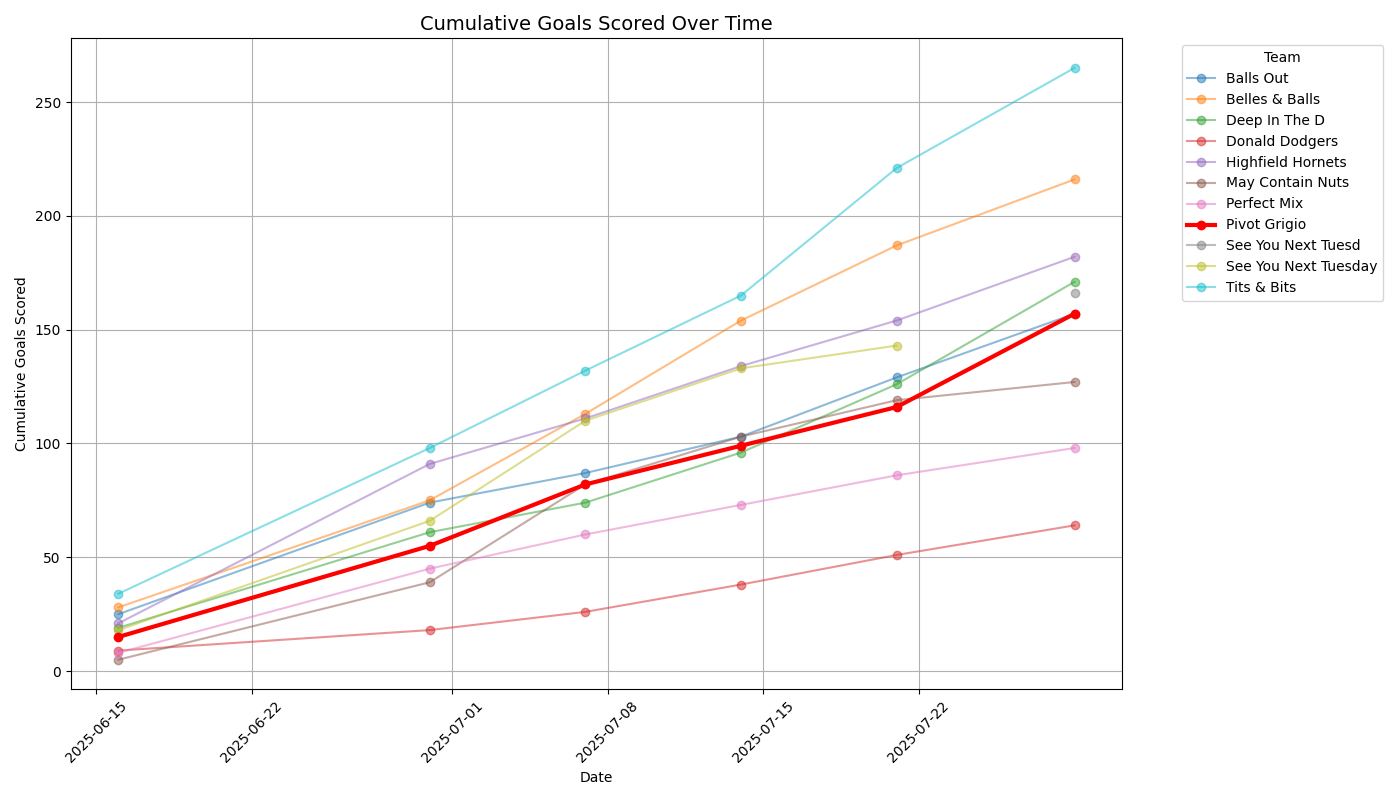 Cumulative Goals Scored Over Time
Cumulative Goals Scored
250
200
150
100
50
0
2025-06-15
2025-06-22
2025-07-01
2025-07-08
2025-07-15
2025-07-22
Date
Team
Balls Out
Belles & Balls
Deep In The D
Donald Dodgers
Highfield Hornets
May Contain Nuts
Perfect Mix
Pivot Grigio
See You Next Tuesd
See You Next Tuesday
Tits & Bits